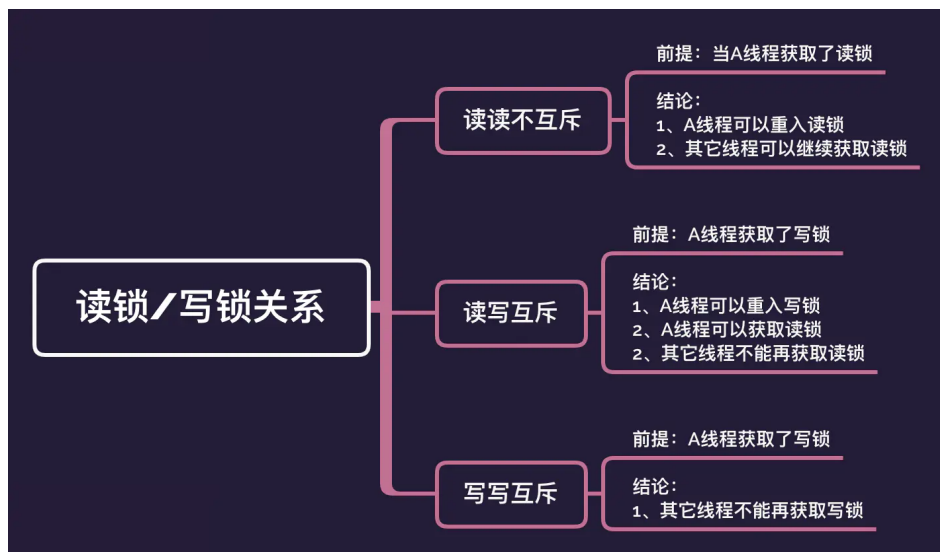 读锁/写锁关系
读读不互斥
前提：当A线程获取了读锁
结论：
1、A线程可以重入读锁
2、其它线程可以继续获取读锁
读写互斥
前提：A线程获取了写锁
结论：
1、A线程可以重入写锁
2、A线程可以获取读锁
2、其它线程不能再获取读锁
写写互斥
前提：A线程获取了写锁
结论：
1、其它线程不能再获取写锁